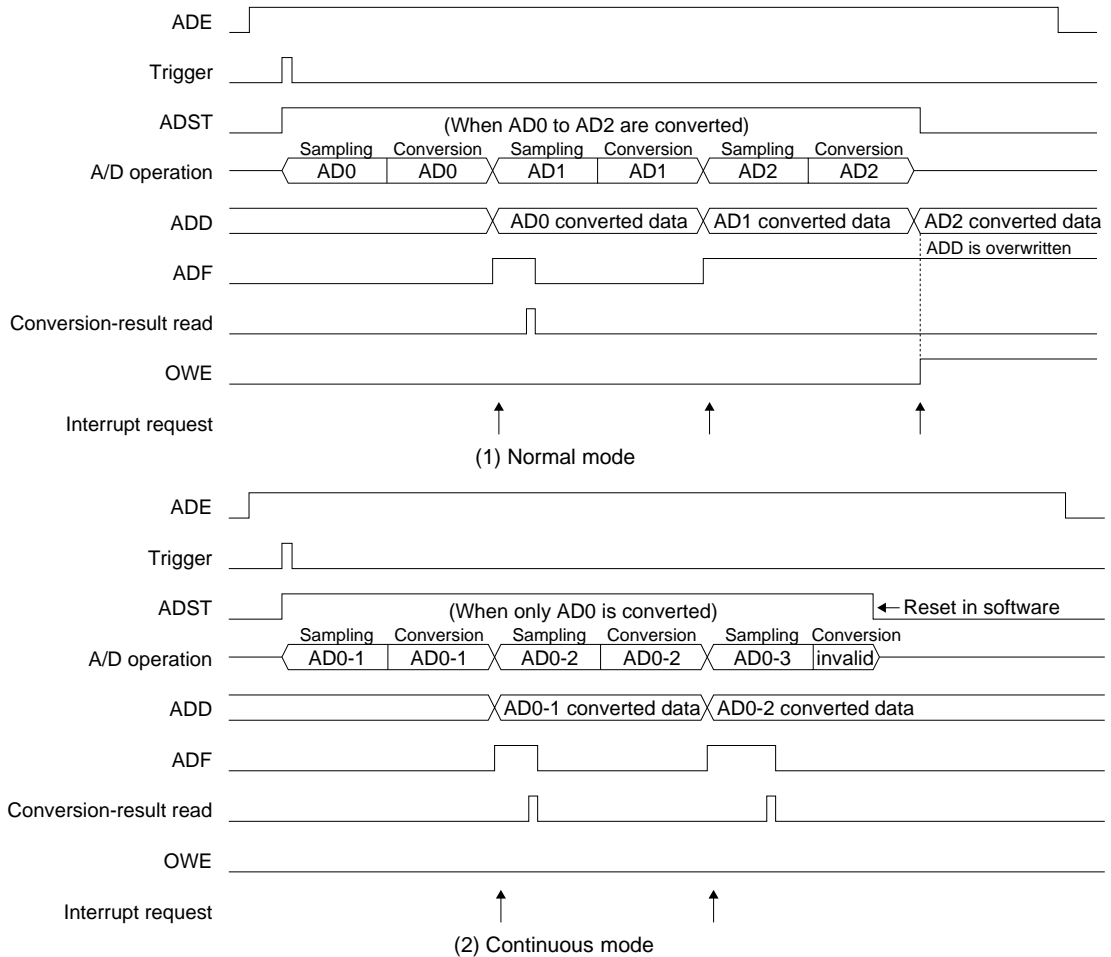 ADE
Trigger
ADST
(When AD0 to AD2 are converted)
Sampling Conversion Sampling Conversion Sampling Conversion
A/D operation AD0 AD0 AD1 AD1 AD2 AD2
ADD AD0 converted data AD1 converted data AD2 converted data
ADD is overwritten
ADF
Conversion-result read
OWE
Interrupt request
(1) Normal mode
ADE
Trigger
ADST (When only AD0 is converted) Reset in software
Sampling Conversion Sampling Conversion Sampling Conversion
A/D operation AD0-1 AD0-1 AD0-2 AD0-2 AD0-3 invalid
ADD AD0-1 converted data AD0-2 converted data
ADF
Conversion-result read
OWE
Interrupt request
(2) Continuous mode